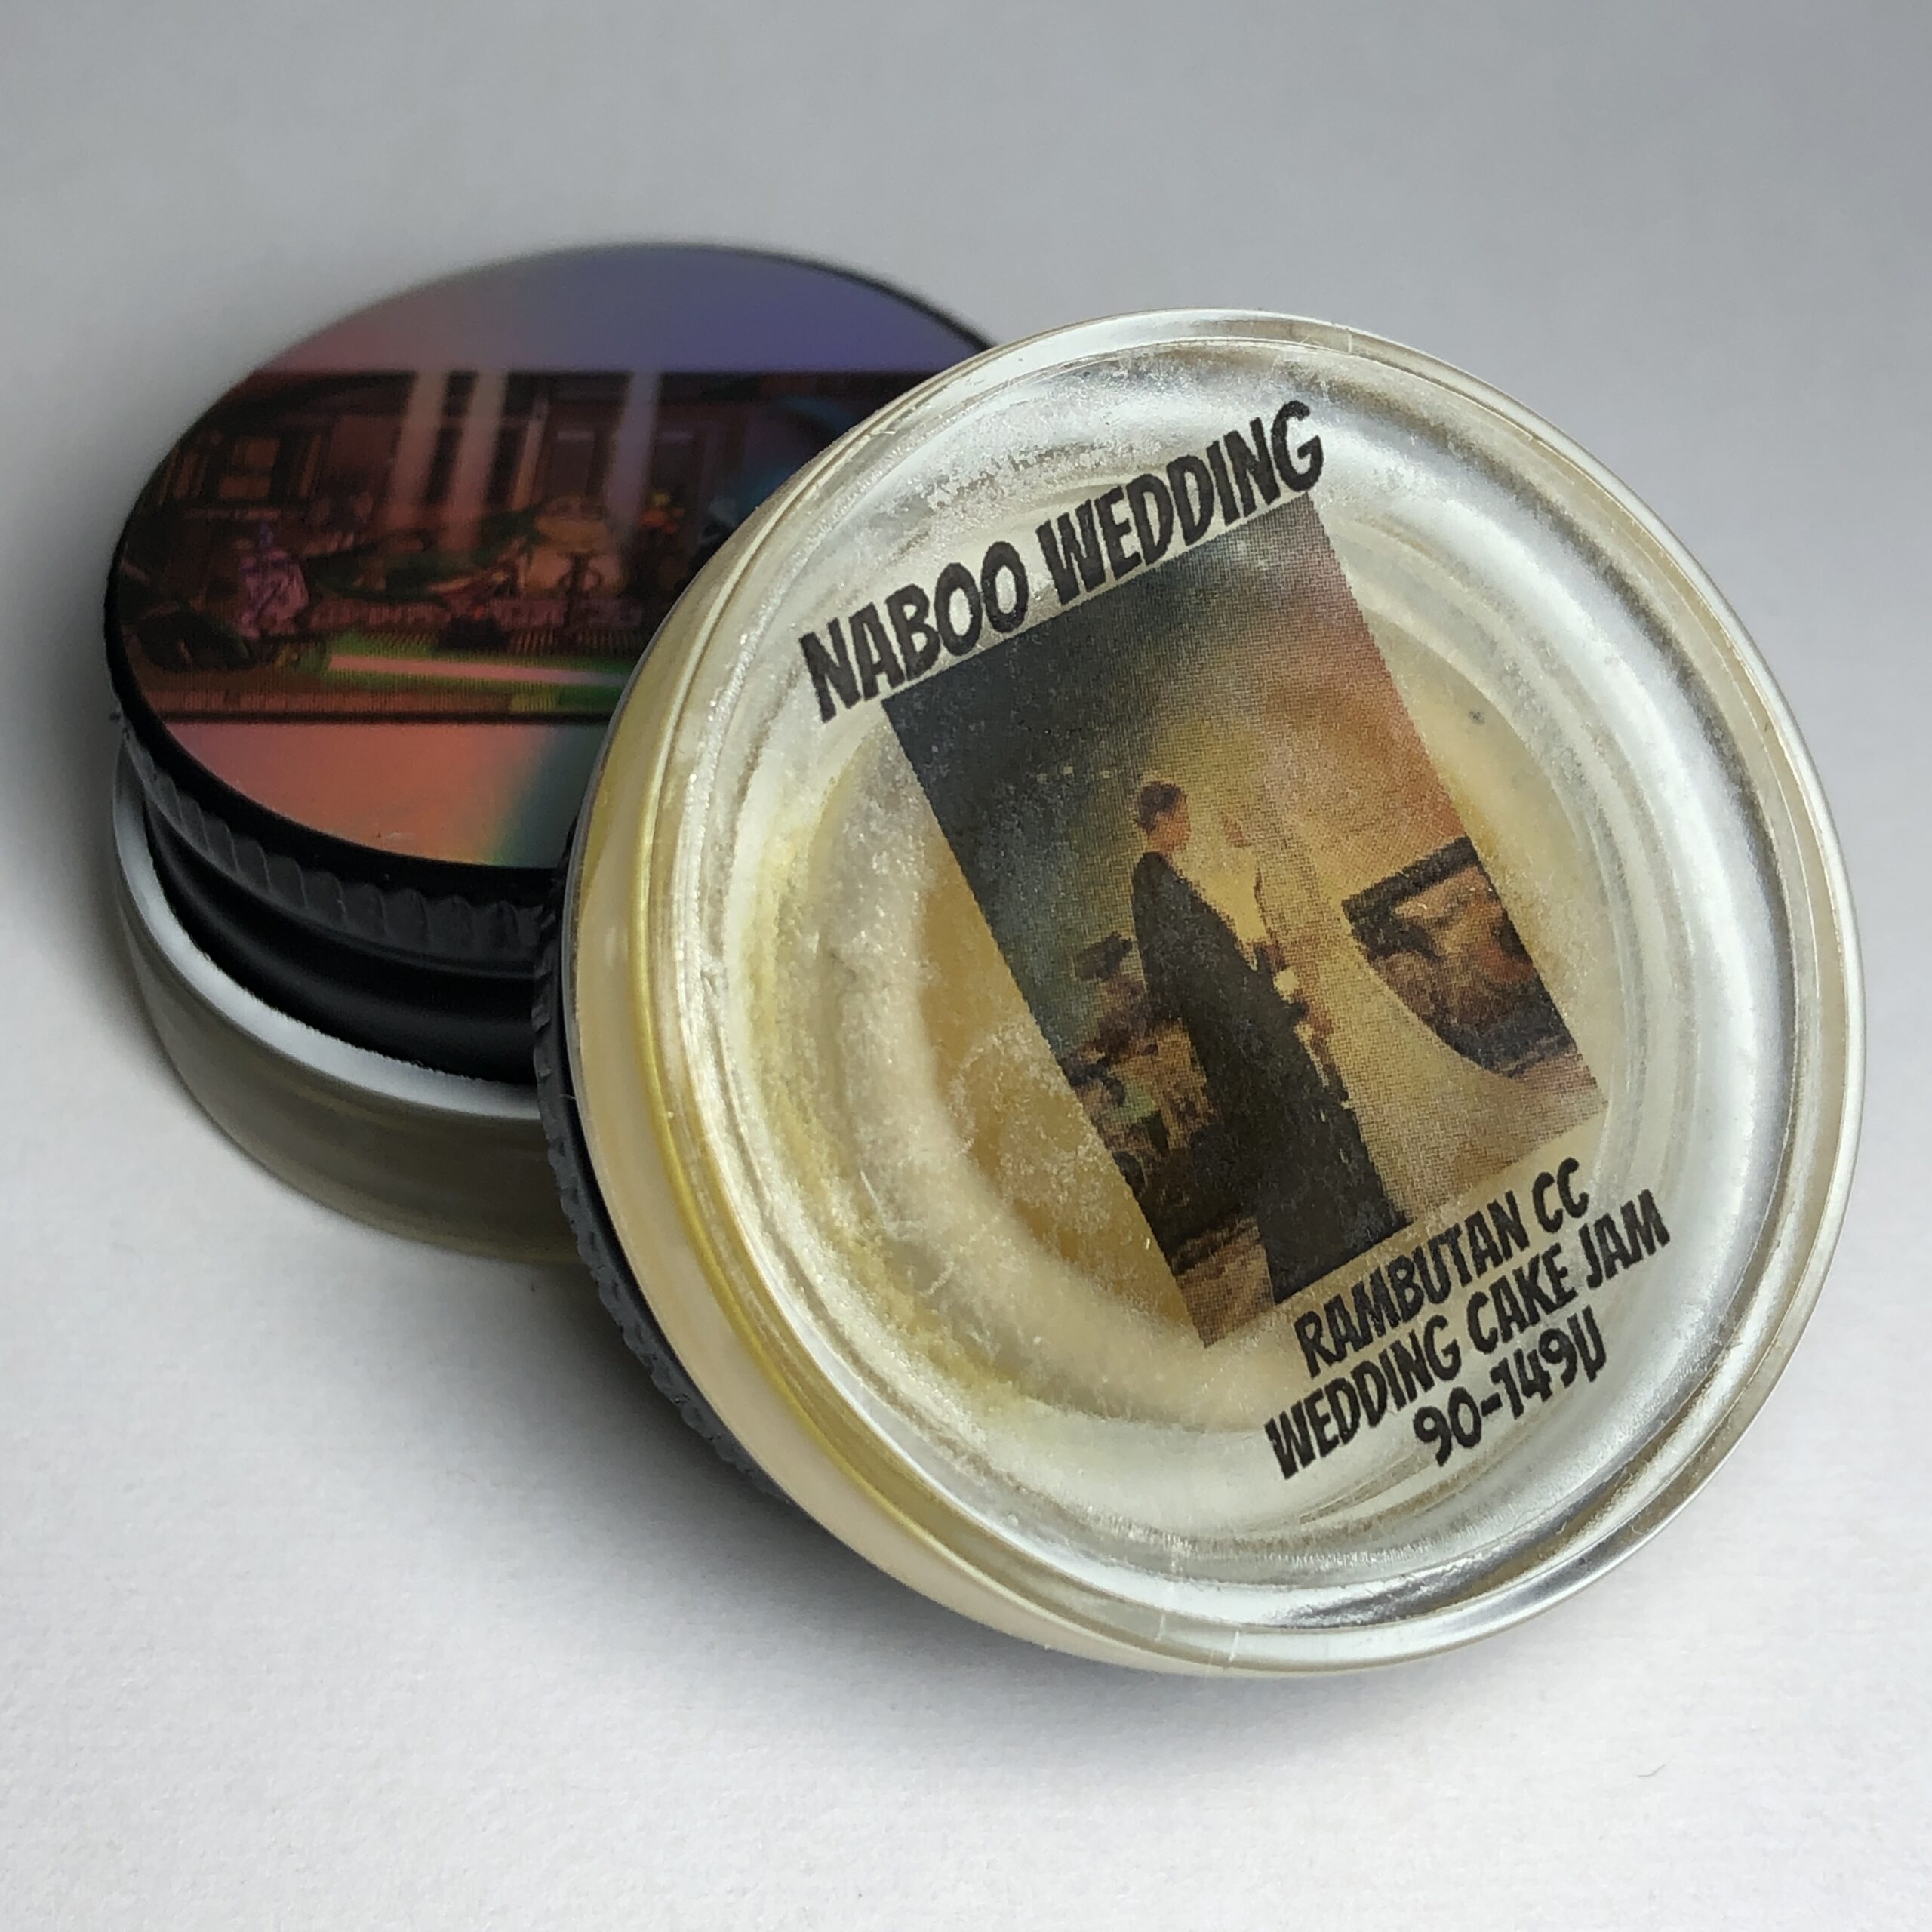 NABOO WEDDING
RAMBUTAN CC
WEDDING CAKE JAM
90-149U